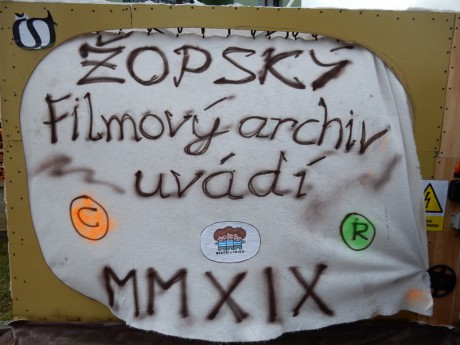 ŽOPSKÝ
Filmový archiv
uvádí
C
R
MMXIX